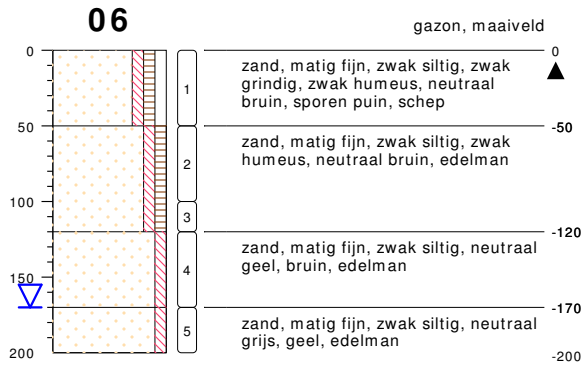 06
gazon, maaiveld
0
1
0
zand, matig fijn, zwak siltig, zwak
grindig, zwak humeus, neutraal
bruin, sporen puin, schep
50
-50
2
zand, matig fijn, zwak siltig, zwak
humeus, neutraal bruin, edelman
100
3
-120
4
zand, matig fijn, zwak siltig, neutraal
geel, bruin, edelman
150
-170
5
zand, matig fijn, zwak siltig, neutraal
grijs, geel, edelman
200
-200